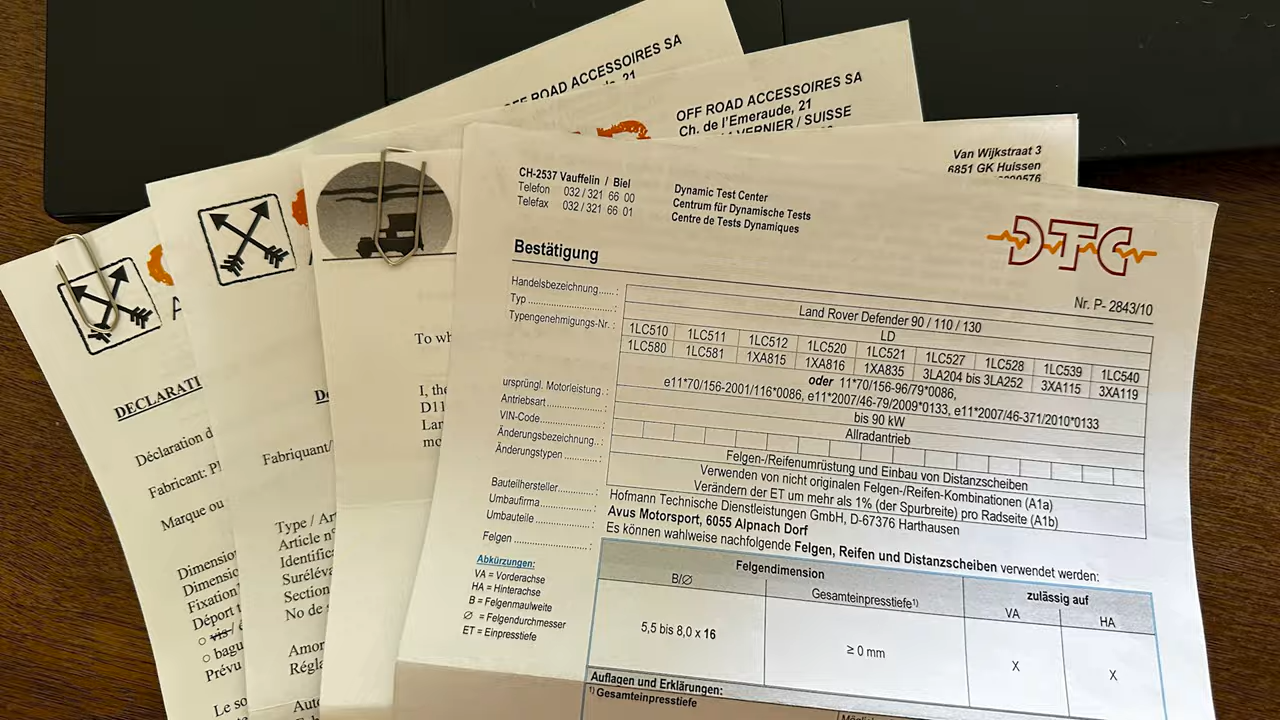 OFF ROAD ACCESSOIRES SA
21
OFF ROAD ACCESSOIRES SA
Ch. de l'Emeraude, 21
VERNIER / SUISSE
Van Wijkstraat 3
6851 GK Huissen
DECLARATI
Déclaration d
Fabricant:
Marque ou
Dimensio
Dimensio
Fixation
Déport
o vis / 
o bagu
Prévu
Le so
Fabriquant/
Type / Ar
Article n°
Identifica
Suréléva
Section
No de
Amor
Régla
Auto
To wh
I, the
D11
Lan
mo
CH-2537 Vauffelin / Biel
Telefon 032 / 321 66 00
Telefax 032 / 321 66 01
Dynamic Test Center
Centrum für Dynamische Tests
Centre de Tests Dynamiques
DTC
Bestätigung
Nr. P- 2843/10
Handelsbezeichnung......: Land Rover Defender 90 / 110 / 130
Typ ......................: LD
Typengenehmigungs-Nr. : 1LC510 1LC511 1LC512 1LC520 1LC521 1LC527 1LC528 1LC539 1LC540
1LC580 1LC581 1XA815 1XA816 1XA835 3LA204 bis 3LA252 3XA115 3XA119
oder 11*70/156-96/79*0086,
e11*70/156-2001/116*0086, e11*2007/46-79/2009*0133, e11*2007/46-371/2010*0133
ursprüngl. Motorleistung. : bis 90 kW
Antriebsart .................: Allradantrieb
VIN-Code ...................:
Änderungsbezeichnung. : Felgen-/Reifenumrüstung und Einbau von Distanzscheiben
Änderungstypen ............: Verwenden von nicht originalen Felgen-/Reifen-Kombinationen (A1a)
Verändern der ET um mehr als 1% (der Spurbreite) pro Radseite (A1b)
Bauteilhersteller............: Hofmann Technische Dienstleistungen GmbH, D-67376 Harthausen
Umbaufirma .................: Avus Motorsport, 6055 Alpnach Dorf
Umbauteile ..................: Es können wahlweise nachfolgende Felgen, Reifen und Distanzscheiben verwendet werden:
Felgen ........................:
Felgendimension
zulässig auf
B/∅ Gesamteinpresstiefe¹⁾ VA HA
5,5 bis 8,0 x 16 ≥ 0 mm X X
Abkürzungen:
VA = Vorderachse
HA = Hinterachse
B = Felgenmaulweite
∅ = Felgendurchmesser
ET = Einpresstiefe
Auflagen und Erklärungen:
¹⁾ Gesamteinpresstiefe